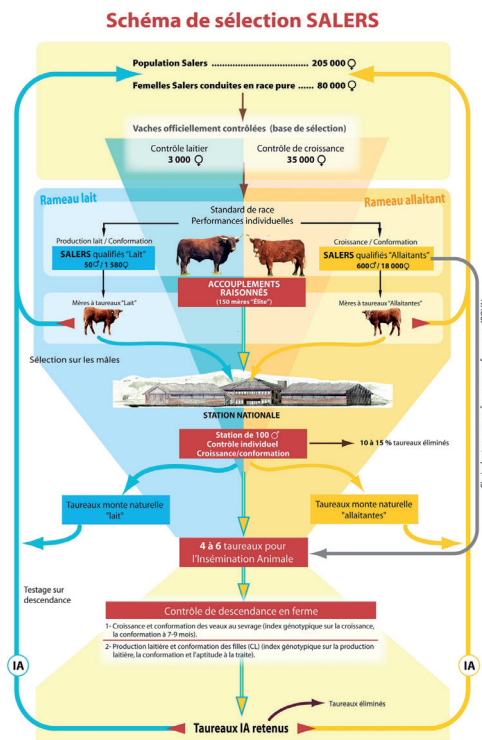 Schéma de sélection SALERS
Population Salers ........................... 205 000 ♀
Femelles Salers conduites en race pure ...... 80 000 ♀
Vaches officiellement contrôlées (base de sélection)
Contrôle laitier
3 000 ♀
Contrôle de croissance
35 000 ♀
Rameau lait
Rameau allaitant
Standard de race
Performances individuelles
Production lait / Conformation
SALERS qualifiés "Lait"
50♂/ 1 580♀
Croissance / Conformation
SALERS qualifiés "Allaitants"
600♂/ 18 000♀
ACCOUPLEMENTS
RAISONNÉS
(150 mères "Élite")
Mères à taureaux "Lait"
Mères à taureaux "Allaitantes"
Sélection sur les mâles
STATION NATIONALE
Station de 100 ♂
Contrôle individuel
Croissance/conformation
10 à 15 % taureaux éliminés
Taureaux monte naturelle
"lait"
Taureaux monte naturelle
"allaitantes"
4 à 6 taureaux pour
l'Insémination Animale
Testage sur
descendance
Contrôle de descendance en ferme
1- Croissance et conformation des veaux au sevrage (index génotypique sur la croissance,
la conformation à 7-9 mois).
2- Production laitière et conformation des filles (CL) (index génotypique sur la production
laitière, la conformation et l'aptitude à la traite).
IA
IA
Taureaux éliminés
Taureaux IA retenus